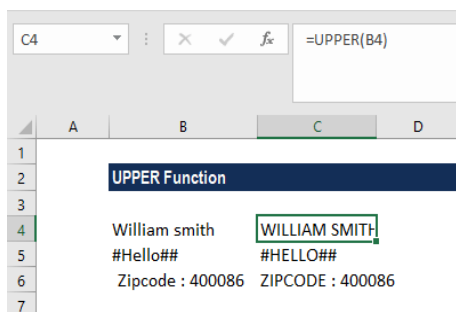 C4 fx =UPPER(B4)
A B C D
1
2 UPPER Function
3
4 William smith WILLIAM SMITH
5 #Hello## #HELLO##
6 Zipcode : 400086 ZIPCODE : 400086
7